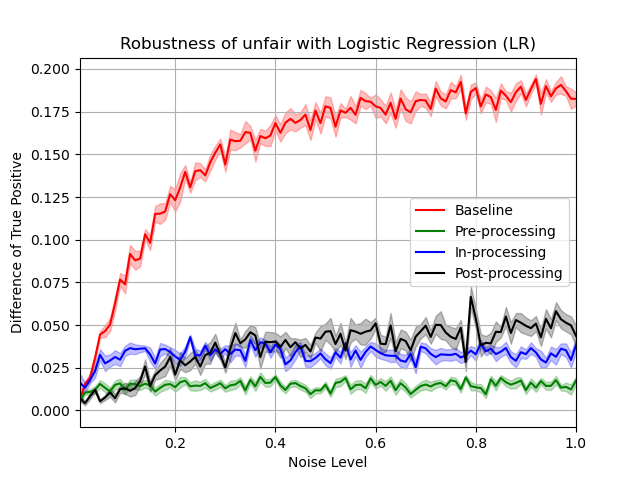 Robustness of unfair with Logistic Regression (LR)
Difference of True Positive
0.200
0.175
0.150
0.125
0.100
0.075
0.050
0.025
0.000
Baseline
Pre-processing
In-processing
Post-processing
0.2 0.4 0.6 0.8 1.0
Noise Level